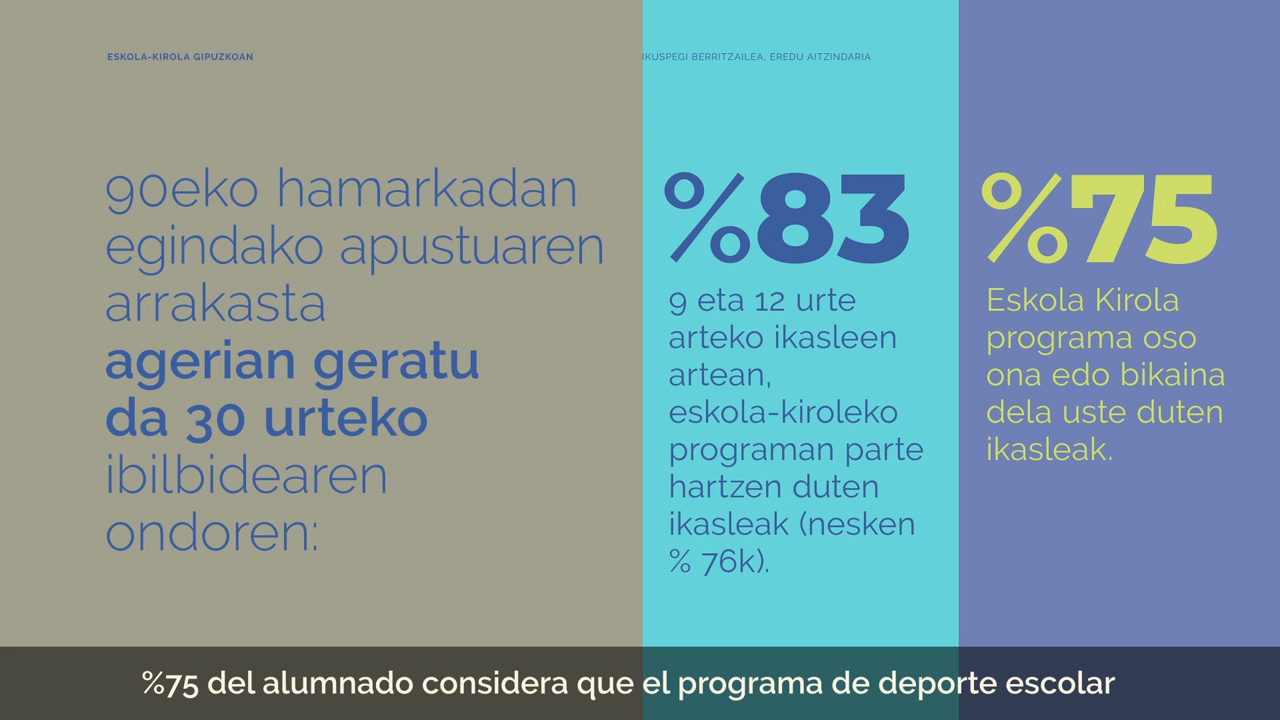 ESKOLA-KIROLA GIPUZKOAN
IKUSPEGI BERRITZAILEA, EREDU AITZINDARIA
90eko hamarkadan
egindako apustuaren
arrakasta
agerian geratu
da 30 urteko
ibilbidearen
ondoren:
%83
9 eta 12 urte
arteko ikasleen
artean,
eskola-kiroleko
programan parte
hartzen duten
ikasleak (nesken
% 76k).
%75
Eskola Kirola
programa oso
ona edo bikaina
dela uste duten
ikasleak.
%75 del alumnado considera que el programa de deporte escolar